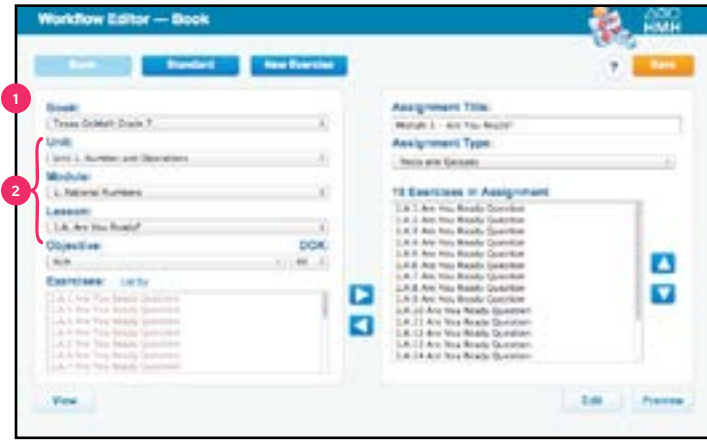 Workflow Editor — Book
HMH
Book
Standard
New Exercise
?
Save
1
Book:
Grade 7
Unit:
Unit 1. Number and Operations
2
Module:
1. Rational Numbers
Lesson:
1.A. Are You Ready?
Objective:
DOK:
N/A
All
Exercises:
List by
1.A.1 Are You Ready Question
1.A.2 Are You Ready Question
1.A.3 Are You Ready Question
1.A.4 Are You Ready Question
1.A.5 Are You Ready Question
1.A.6 Are You Ready Question
1.A.7 Are You Ready Question
View
Assignment Title:
Module 1 - Are You Ready?
Assignment Type:
Tests and Quizzes
Exercises in Assignment
1.A.1 Are You Ready Question
1.A.2 Are You Ready Question
1.A.3 Are You Ready Question
1.A.4 Are You Ready Question
1.A.5 Are You Ready Question
1.A.6 Are You Ready Question
1.A.7 Are You Ready Question
1.A.8 Are You Ready Question
1.A.9 Are You Ready Question
1.A.10 Are You Ready Question
1.A.11 Are You Ready Question
1.A.12 Are You Ready Question
1.A.13 Are You Ready Question
1.A.14 Are You Ready Question
Edit
Preview